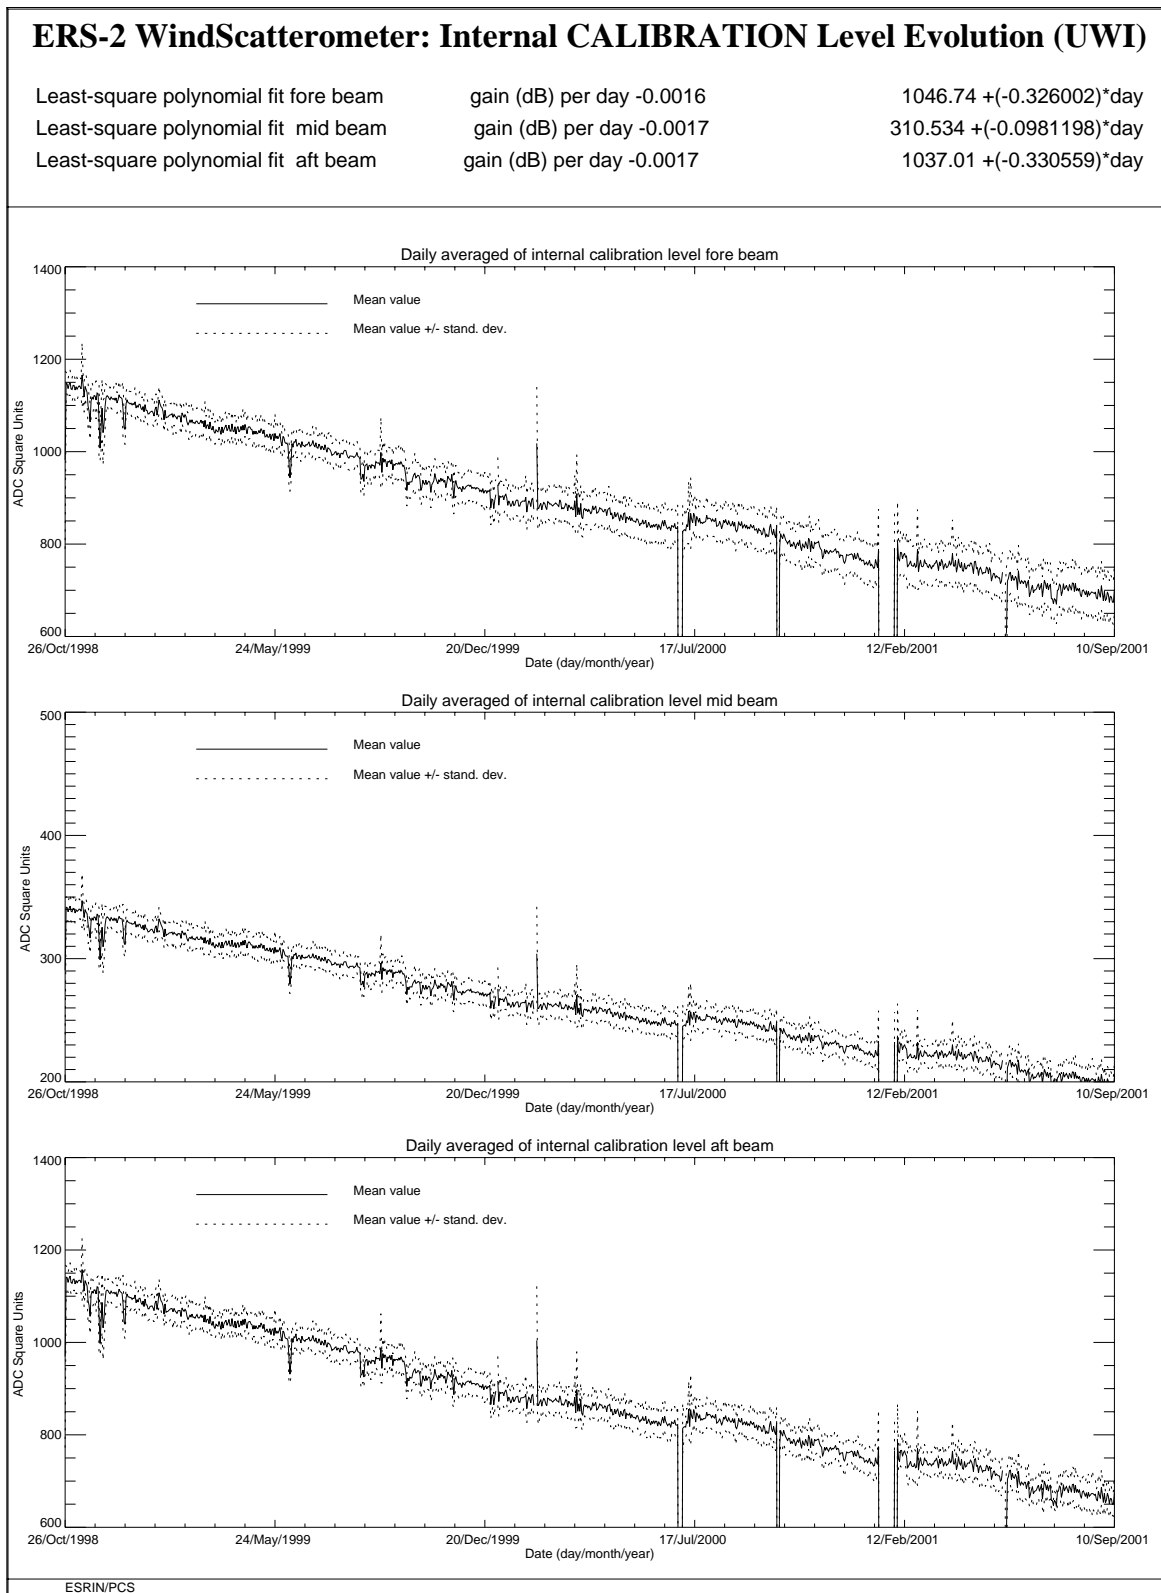 ERS-2 WindScatterometer: Internal CALIBRATION Level Evolution (UWI)
Least-square polynomial fit fore beam gain (dB) per day -0.0016 1046.74 +(-0.326002)*day
Least-square polynomial fit mid beam gain (dB) per day -0.0017 310.534 +(-0.0981198)*day
Least-square polynomial fit aft beam gain (dB) per day -0.0017 1037.01 +(-0.330559)*day
Daily averaged of internal calibration level fore beam
1400
Mean value
Mean value +/- stand. dev.
1200
ADC Square Units
1000
800
600
26/Oct/1998 24/May/1999 20/Dec/1999 17/Jul/2000 12/Feb/2001 10/Sep/2001
Date (day/month/year)
Daily averaged of internal calibration level mid beam
500
Mean value
Mean value +/- stand. dev.
400
ADC Square Units
300
200
26/Oct/1998 24/May/1999 20/Dec/1999 17/Jul/2000 12/Feb/2001 10/Sep/2001
Date (day/month/year)
Daily averaged of internal calibration level aft beam
1400
Mean value
Mean value +/- stand. dev.
1200
ADC Square Units
1000
800
600
26/Oct/1998 24/May/1999 20/Dec/1999 17/Jul/2000 12/Feb/2001 10/Sep/2001
Date (day/month/year)
ESRIN/PCS